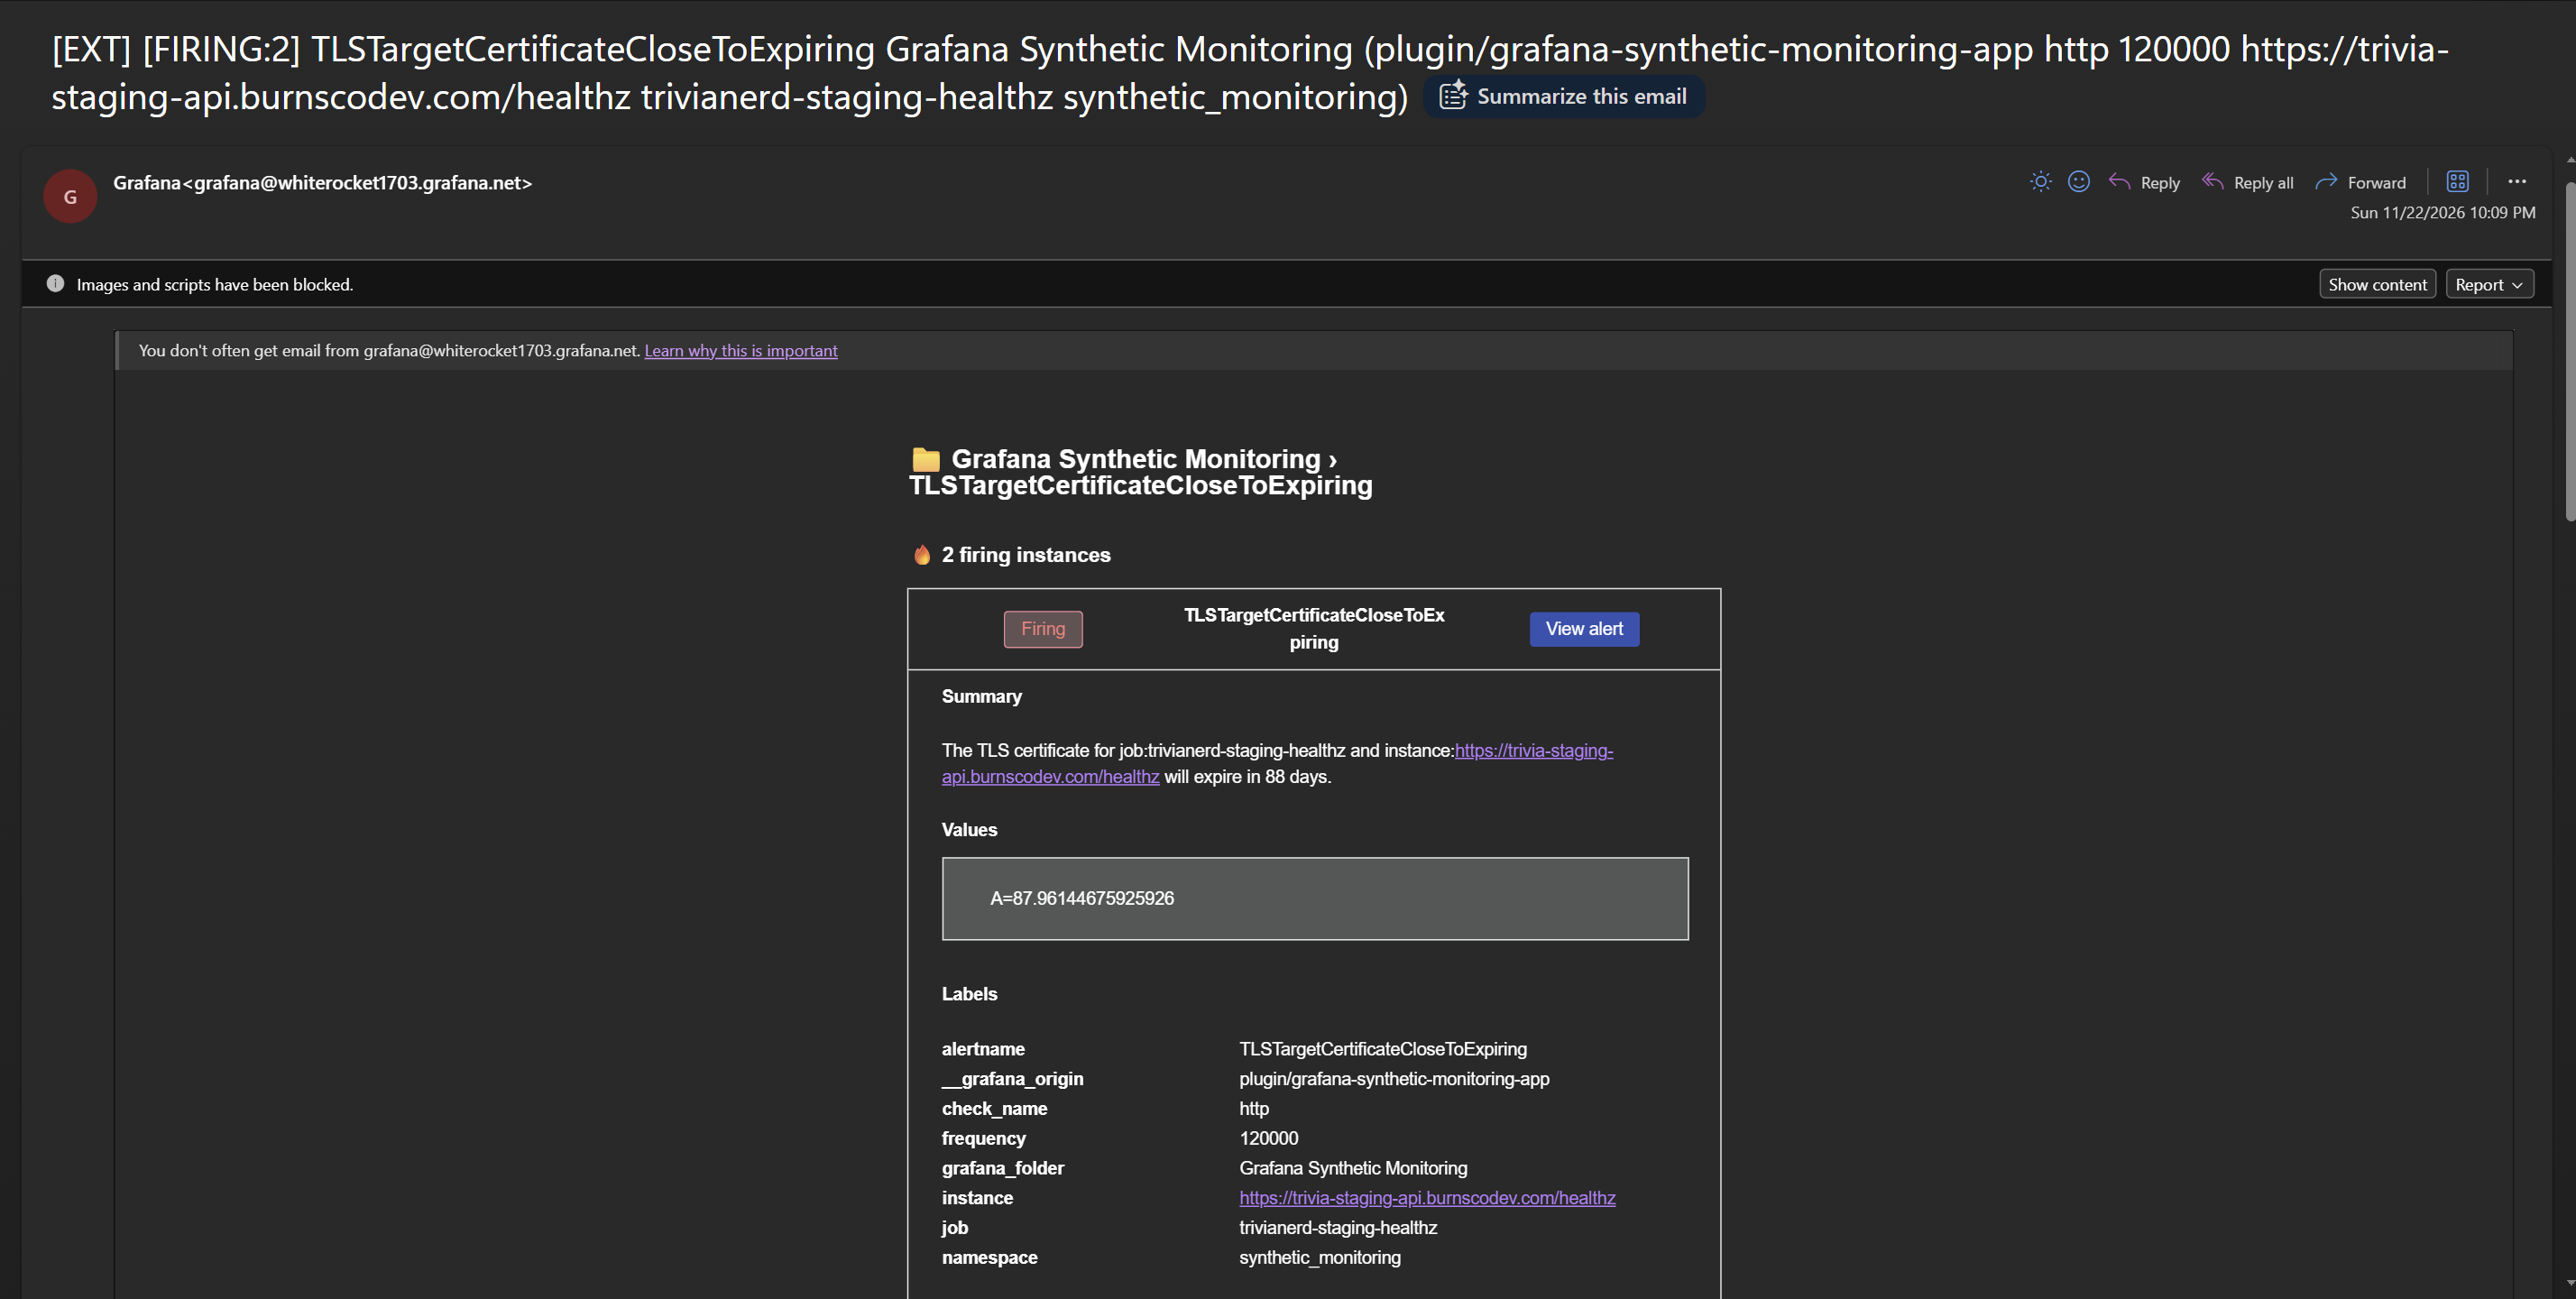 [EXT] [FIRING:2] TLSTargetCertificateCloseToExpiring Grafana Synthetic Monitoring (plugin/grafana-synthetic-monitoring-app http 120000 https://trivia-
staging-api.burnscodev.com/healthz trivianerd-staging-healthz synthetic_monitoring)
Summarize this email
G
Grafana<grafana@whiterocket1703.grafana.net>
Reply
Reply all
Forward
Sun 11/22/2026 10:09 PM
Images and scripts have been blocked.
Show content
Report
You don't often get email from grafana@whiterocket1703.grafana.net. Learn why this is important
Grafana Synthetic Monitoring ›
TLSTargetCertificateCloseToExpiring
2 firing instances
Firing
TLSTargetCertificateCloseToEx
piring
View alert
Summary
The TLS certificate for job:trivianerd-staging-healthz and instance:https://trivia-staging-
api.burnscodev.com/healthz will expire in 88 days.
Values
A=87.96144675925926
Labels
alertname TLSTargetCertificateCloseToExpiring
__grafana_origin plugin/grafana-synthetic-monitoring-app
check_name http
frequency 120000
grafana_folder Grafana Synthetic Monitoring
instance https://trivia-staging-api.burnscodev.com/healthz
job trivianerd-staging-healthz
namespace synthetic_monitoring